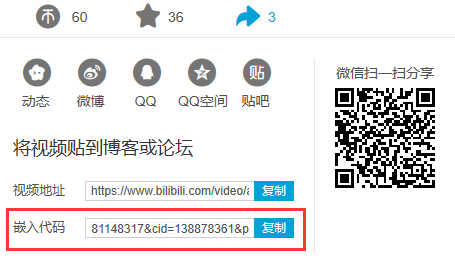 60 36 3
微信扫一扫分享
动态 微博 QQ QQ空间 贴吧
将视频贴到博客或论坛
视频地址 https://www.bilibili.com/video/a 复制
嵌入代码 81148317&cid=138878361&p 复制